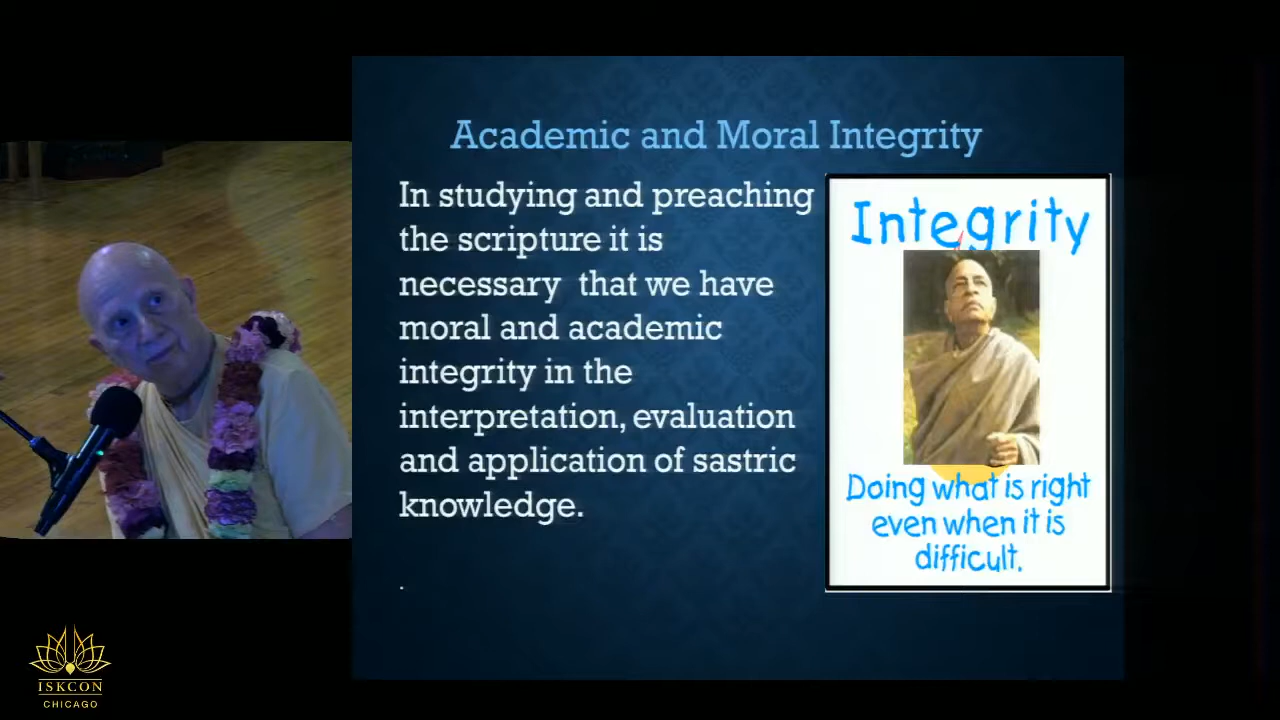 Academic and Moral Integrity
In studying and preaching
the scripture it is
necessary that we have
moral and academic
integrity in the
interpretation, evaluation
and application of sastric
knowledge.
.
Integrity
Doing what is right
even when it is
difficult.
ISKCON
CHICAGO